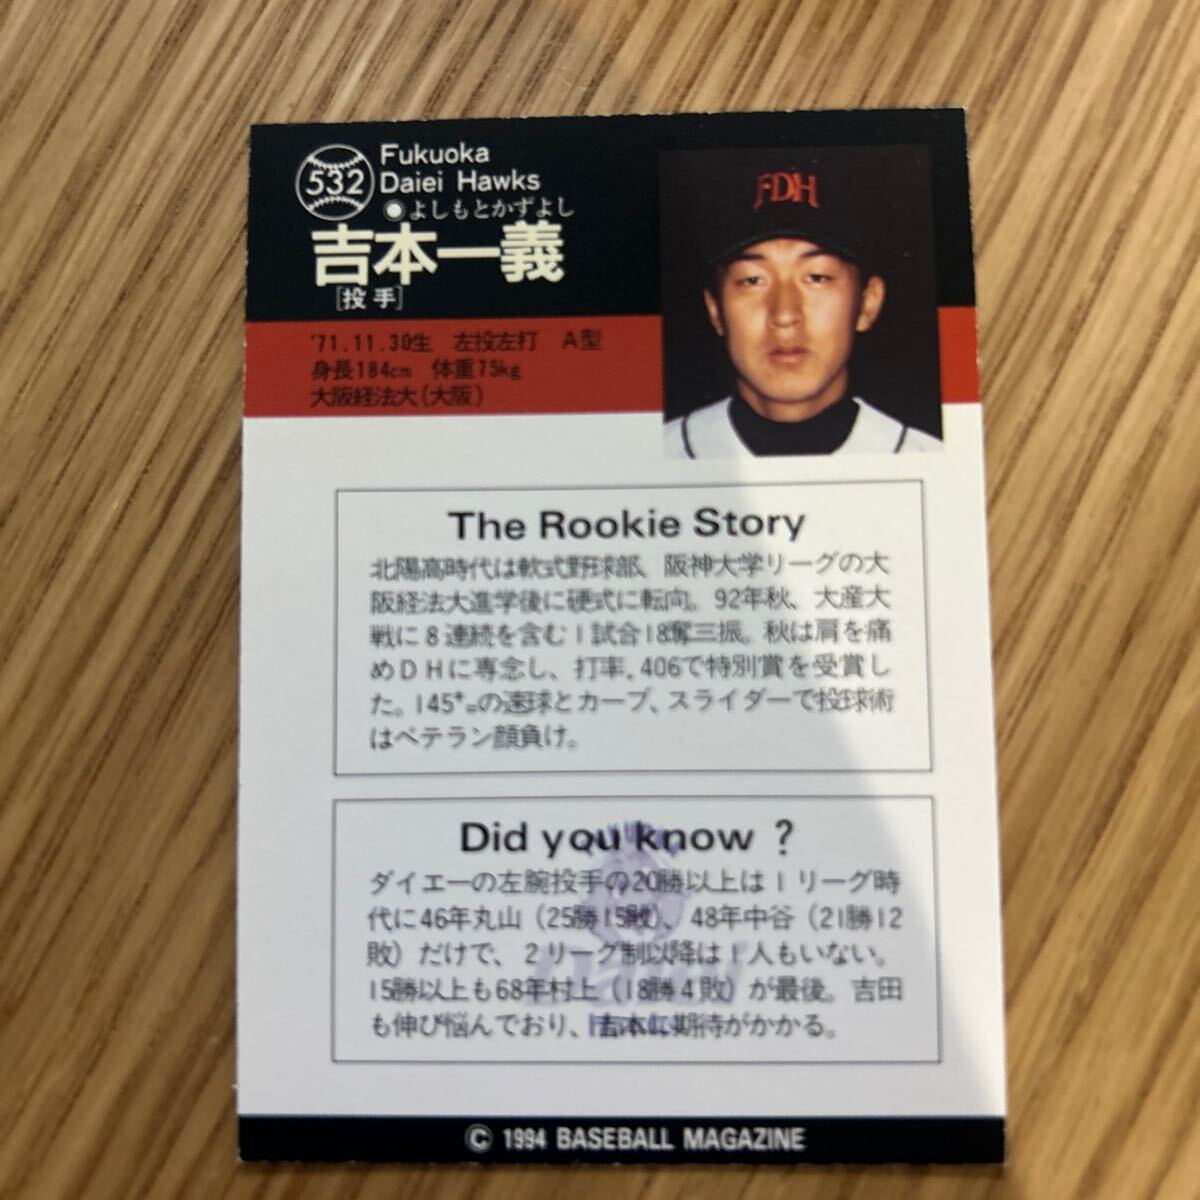 532
Fukuoka
Daiei Hawks
●よしもとかずよし
吉本一義
[投手]
FDH
'71.11.30生 左投左打 A型
身長184cm 体重75kg
大阪経法大(大阪)
The Rookie Story
北陽高時代は軟式野球部、阪神大学リーグの大
阪経法大進学後に硬式に転向。92年秋、大産大
戦に8連続を含む1試合18奪三振。秋は肩を痛
めDHに専念し、打率.406で特別賞を受賞し
た。145キロの速球とカーブ、スライダーで投球術
はベテラン顔負け。
Did you know ?
ダイエーの左腕投手の20勝以上は1リーグ時
代に46年丸山(25勝15敗)、48年中谷(21勝12
敗)だけで、2リーグ制以降は1人もいない。
15勝以上も68年村上(18勝4敗)が最後。吉田
も伸び悩んでおり、吉本に期待がかかる。
© 1994 BASEBALL MAGAZINE